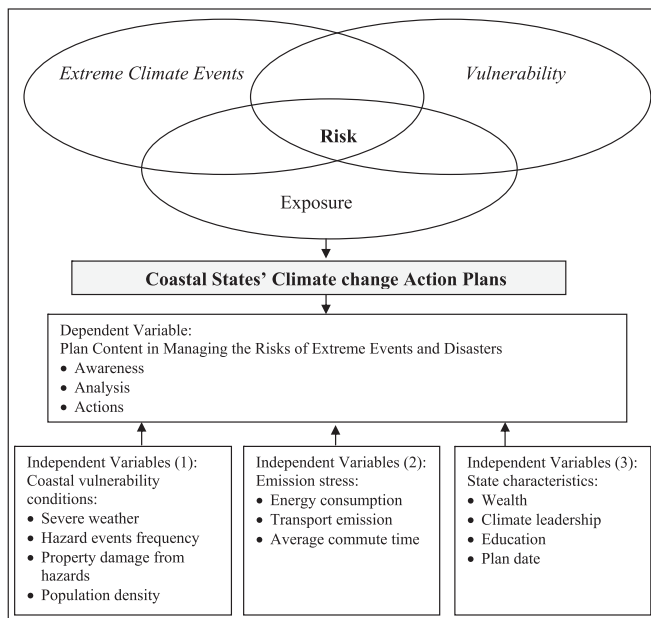 Extreme Climate Events
Vulnerability
Risk
Exposure
Coastal States' Climate change Action Plans
Dependent Variable:
Plan Content in Managing the Risks of Extreme Events and Disasters
• Awareness
• Analysis
• Actions
Independent Variables (1):
Coastal vulnerability
conditions:
• Severe weather
• Hazard events frequency
• Property damage from
hazards
• Population density
Independent Variables (2):
Emission stress:
• Energy consumption
• Transport emission
• Average commute time
Independent Variables (3):
State characteristics:
• Wealth
• Climate leadership
• Education
• Plan date